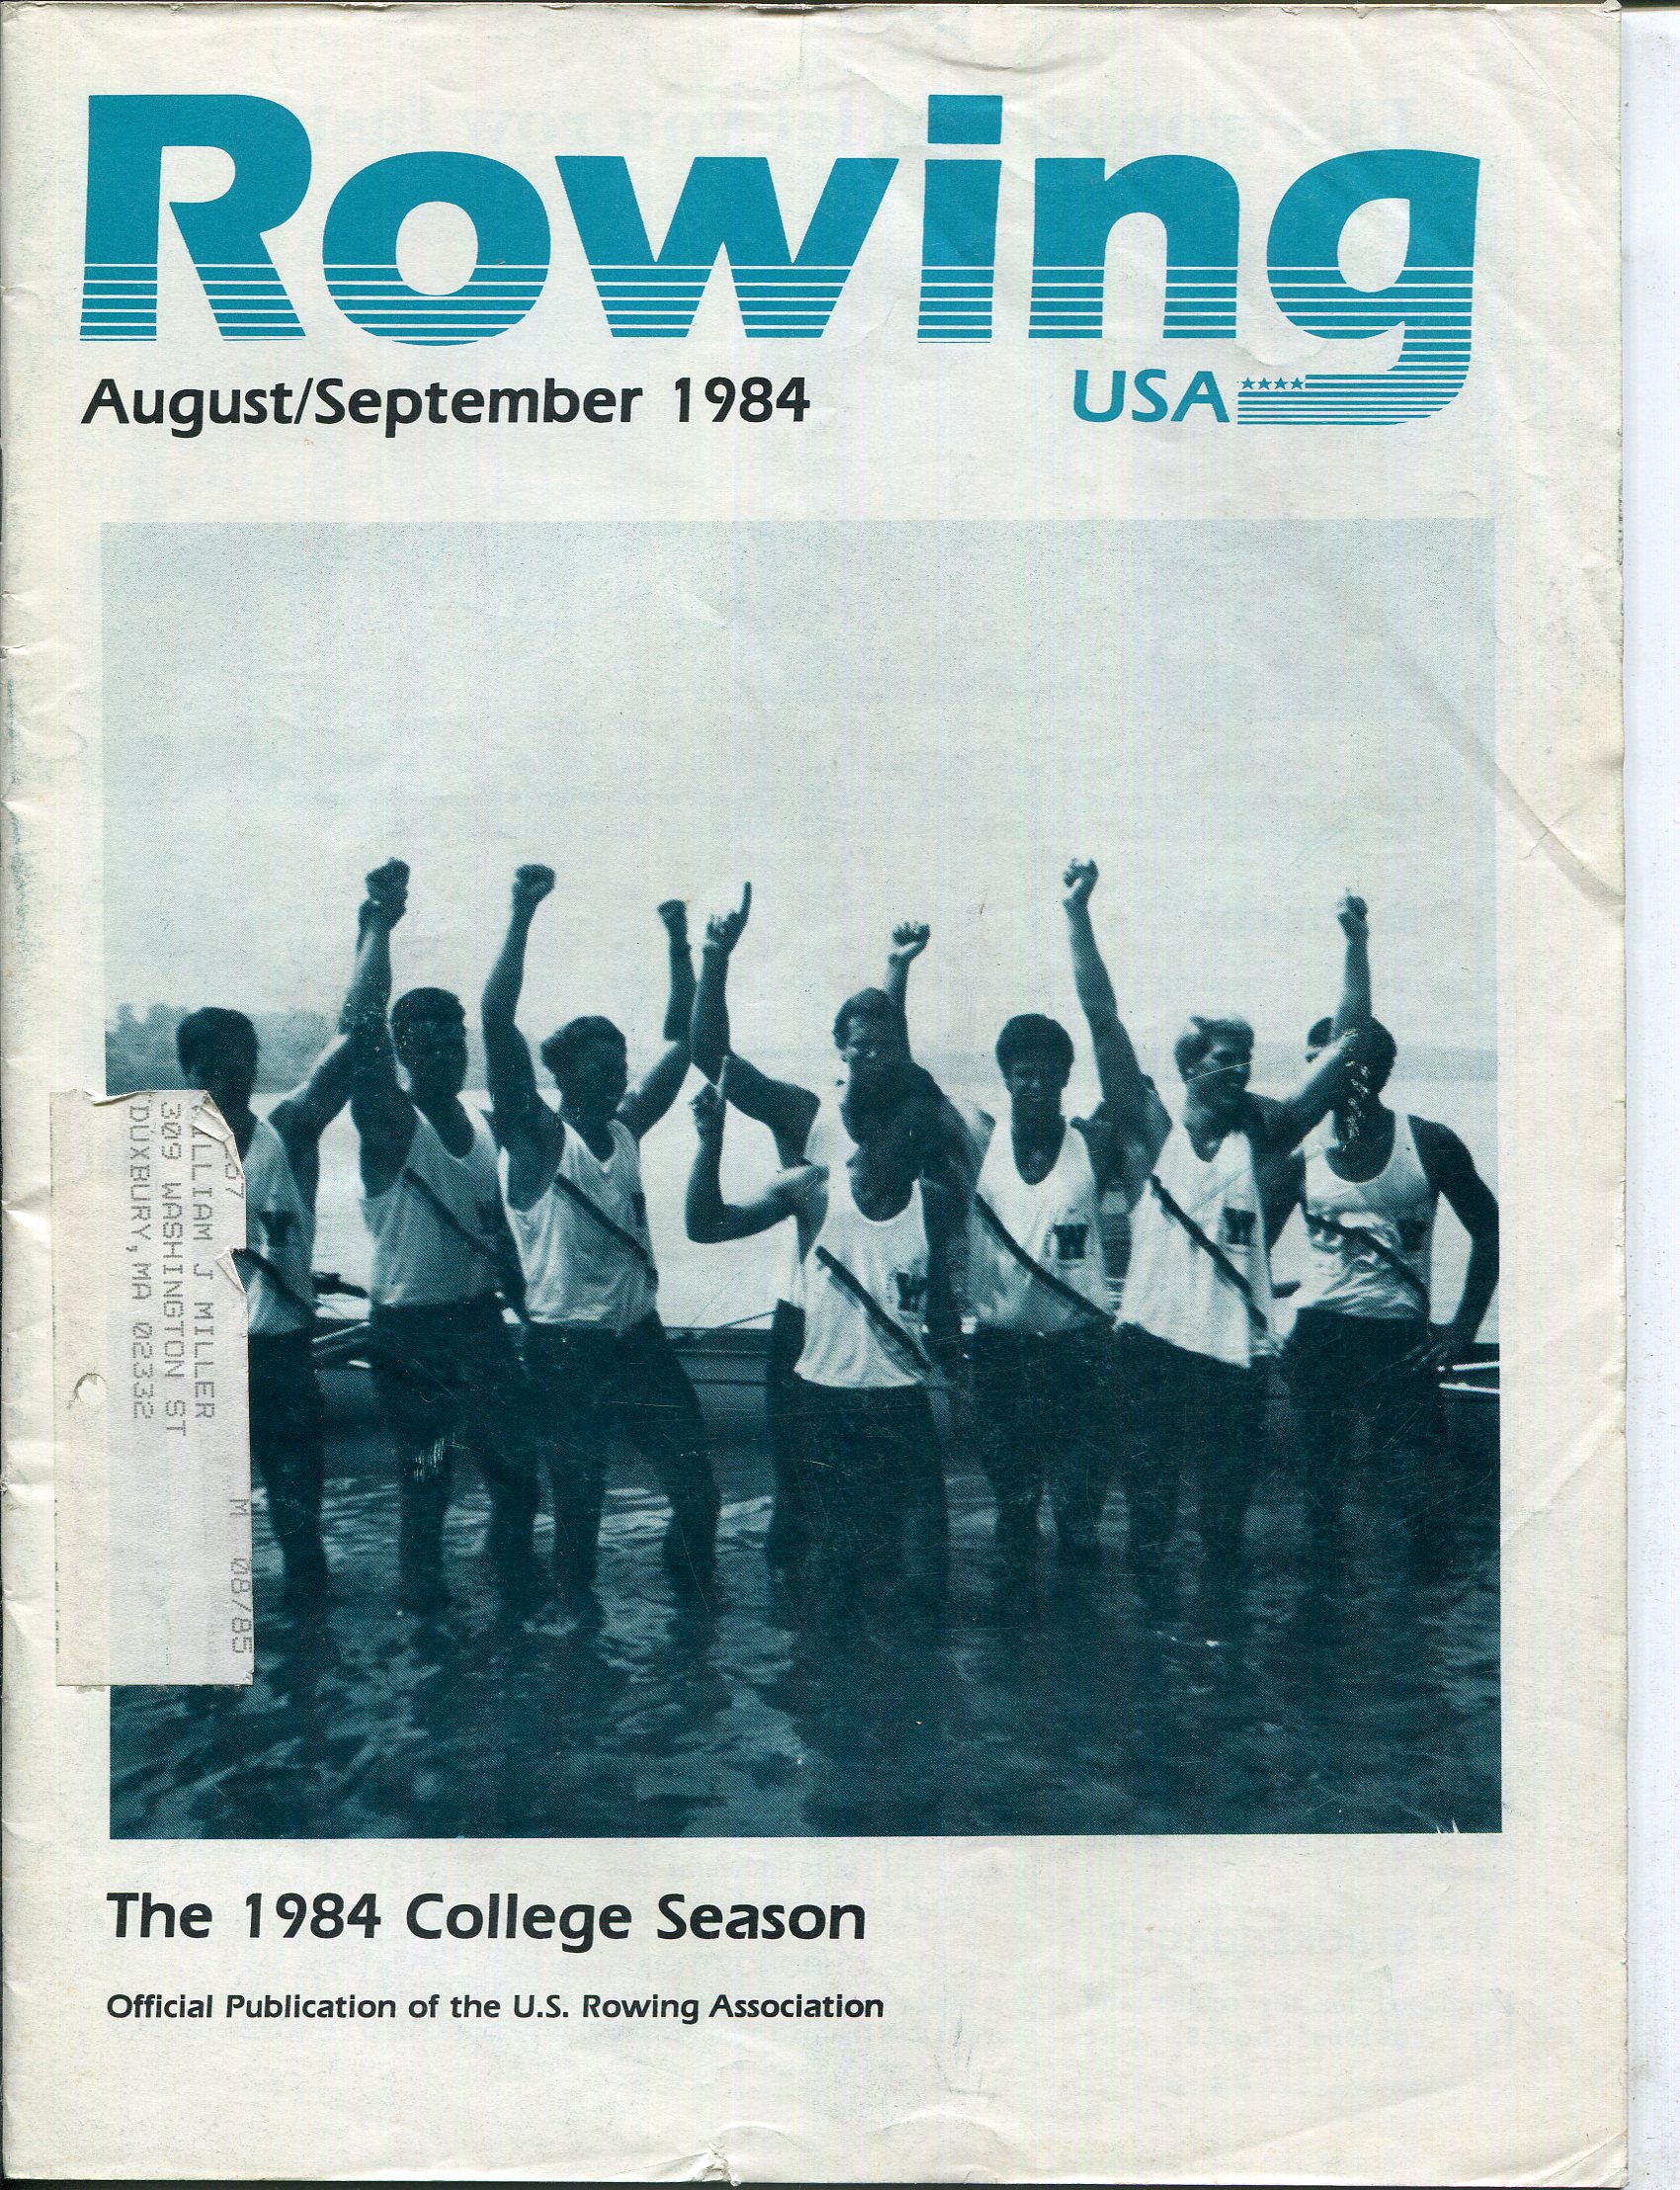 Rowing
August/September 1984
USA
257
WILLIAM J MILLER
309 WASHINGTON ST
DUXBURY, MA 02332
M 08/85
W
W
W
W
The 1984 College Season
Official Publication of the U.S. Rowing Association